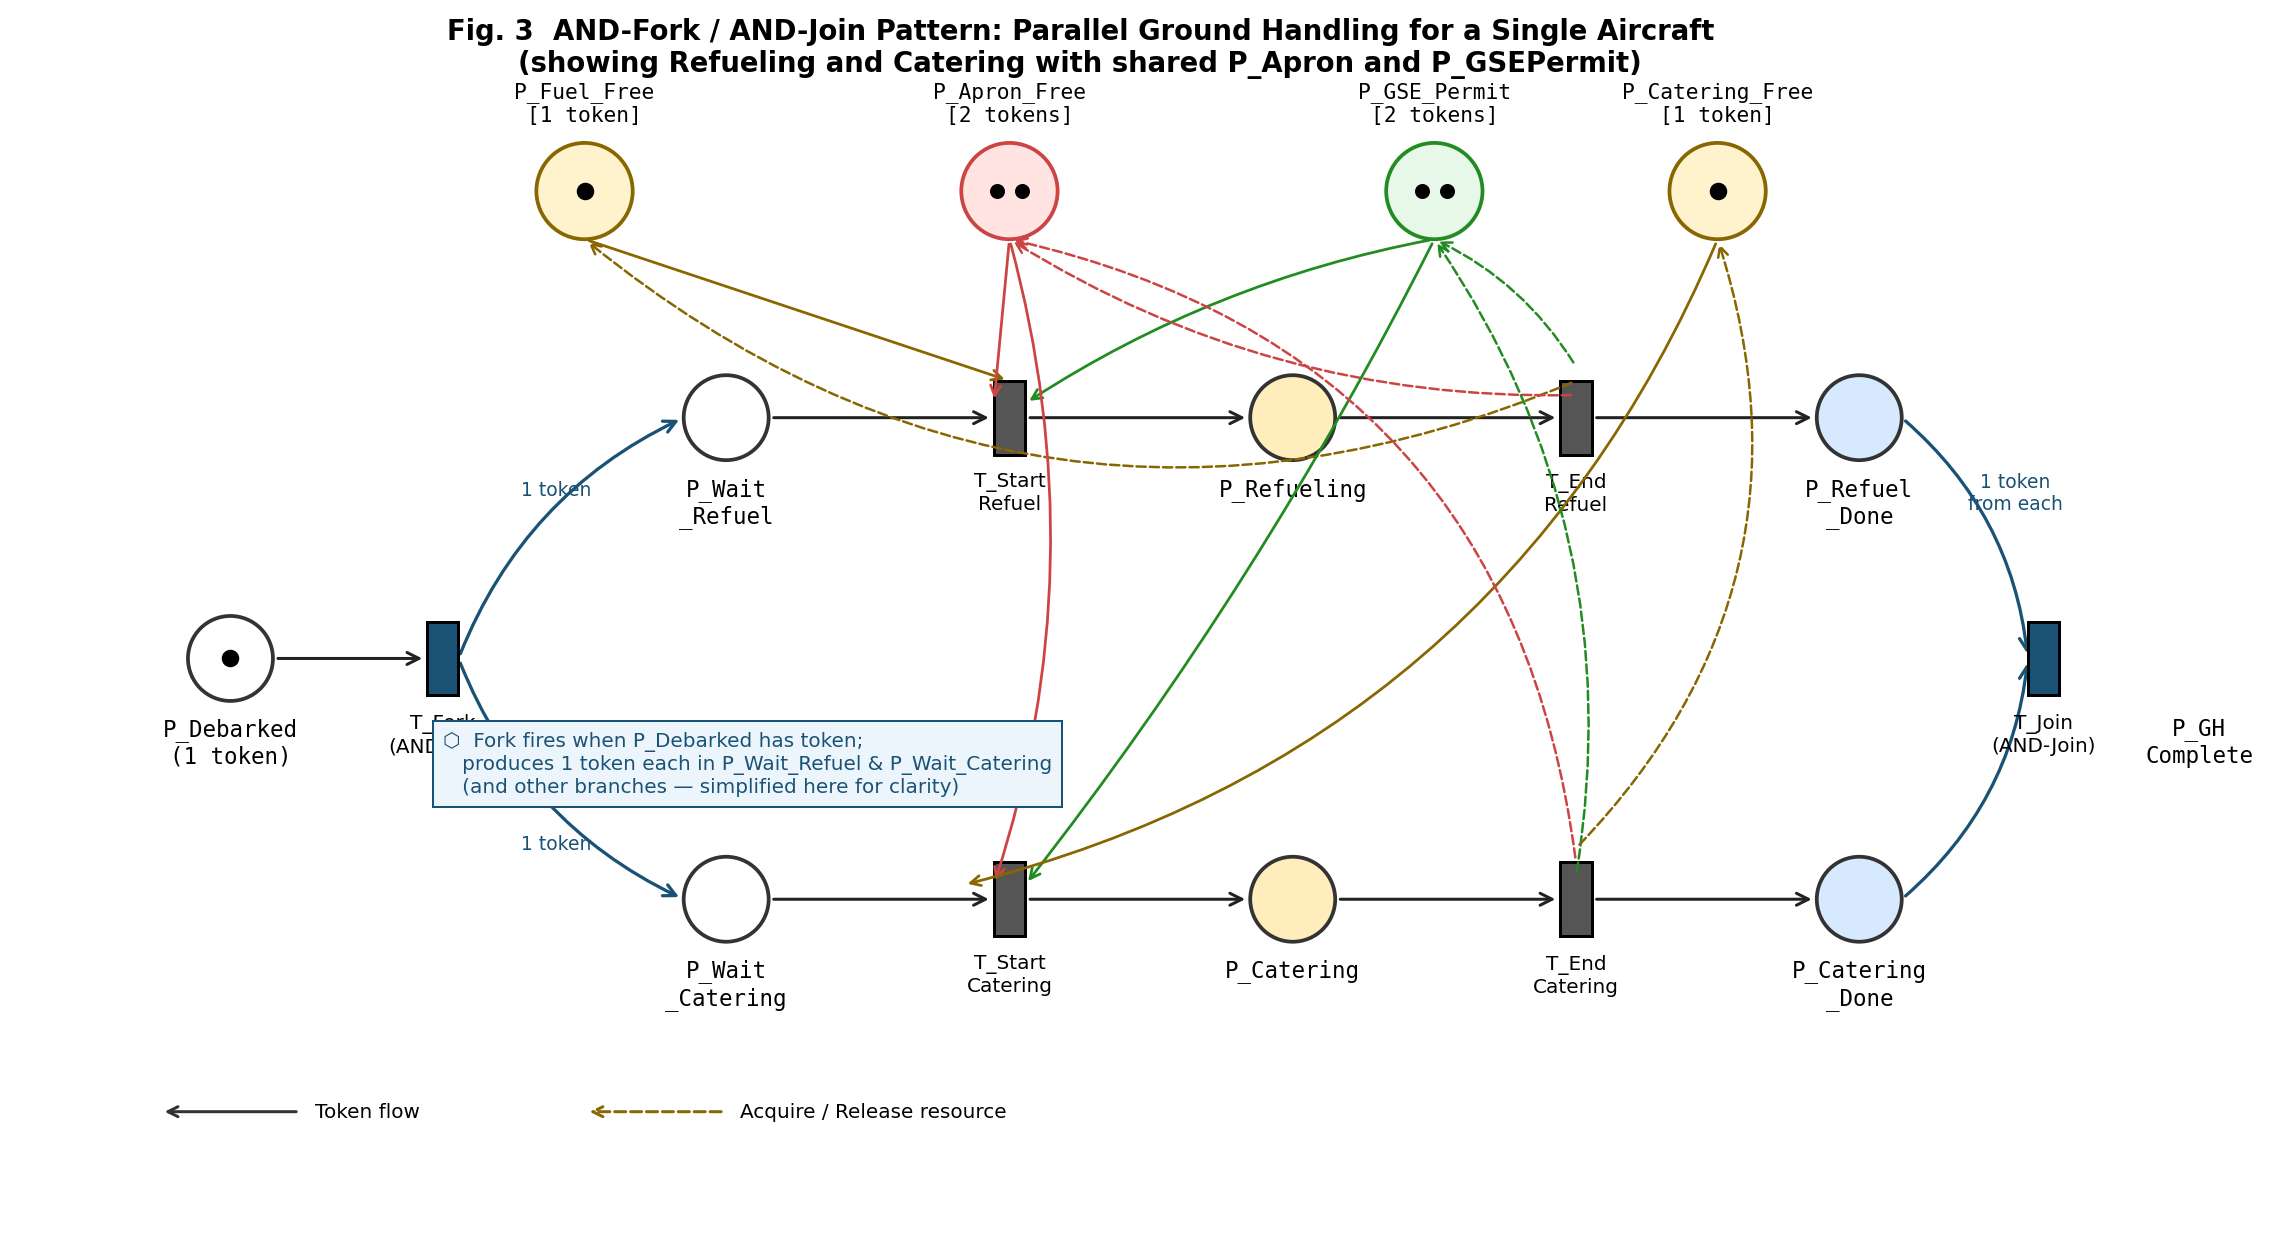 Fig. 3  AND-Fork / AND-Join Pattern: Parallel Ground Handling for a Single Aircraft
(showing Refueling and Catering with shared P_Apron and P_GSEPermit)
P_Fuel_Free
[1 token]
P_Apron_Free
[2 tokens]
P_GSE_Permit
[2 tokens]
P_Catering_Free
[1 token]
1 token
P_Wait
_Refuel
T_Start
Refuel
P_Refueling
T_End
Refuel
P_Refuel
_Done
1 token
from each
P_Debarked
(1 token)
T_Fork
(AND
⬡  Fork fires when P_Debarked has token;
produces 1 token each in P_Wait_Refuel & P_Wait_Catering
(and other branches — simplified here for clarity)
T_Join
(AND-Join)
P_GH
Complete
1 token
P_Wait
_Catering
T_Start
Catering
P_Catering
T_End
Catering
P_Catering
_Done
Token flow
Acquire / Release resource